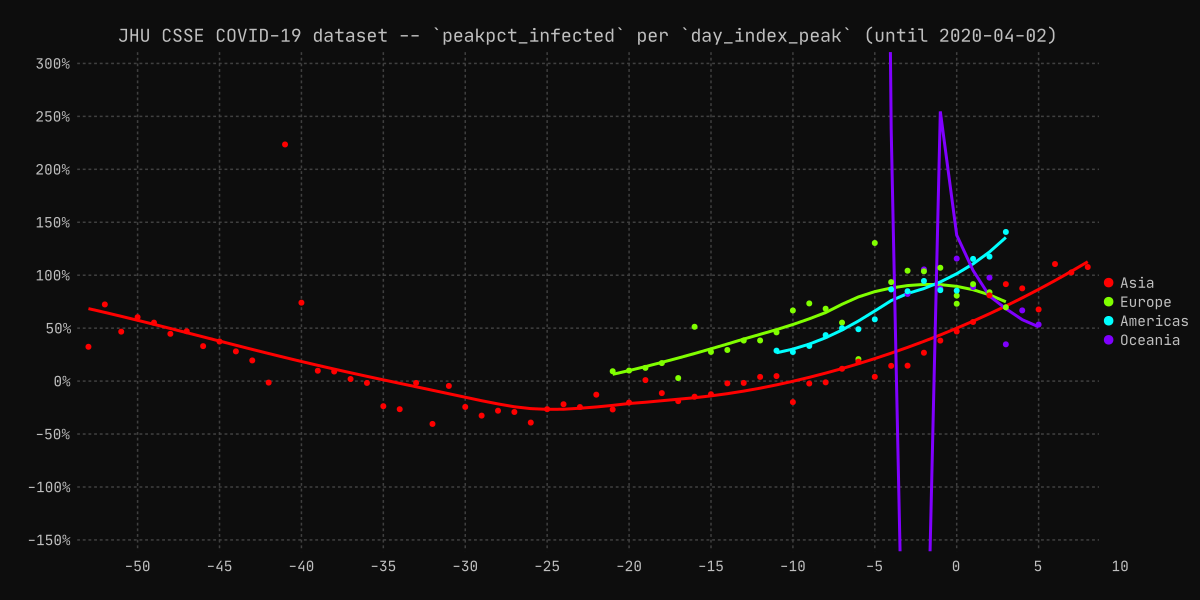 JHU CSSE COVID-19 dataset -- `peakpct_infected` per `day_index_peak` (until 2020-04-02)
300%
250%
200%
150%
100%
50%
0%
-50%
-100%
-150%
-50 -45 -40 -35 -30 -25 -20 -15 -10 -5 0 5 10
Asia
Europe
Americas
Oceania